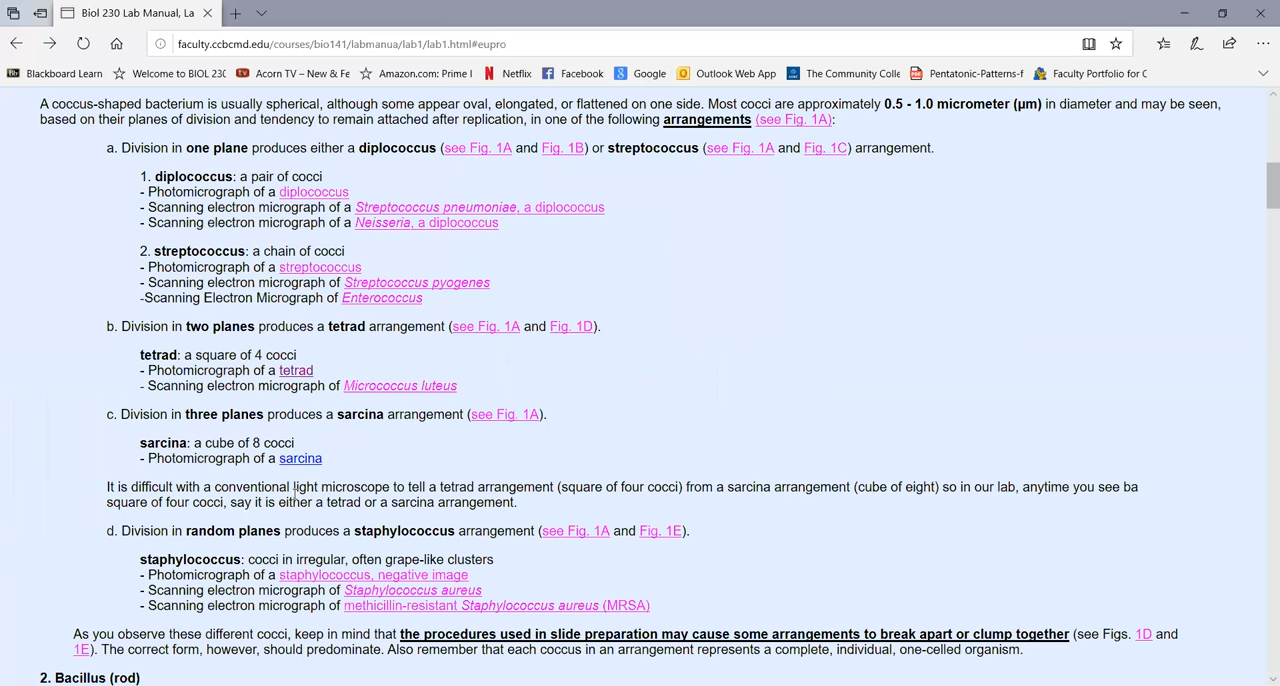 Biol 230 Lab Manual, La
faculty.ccbcmd.edu/courses/bio141/labmanua/lab1/lab1.html#eupro
Blackboard Learn Welcome to BIOL 230 Acorn TV – New & Fe Amazon.com: Prime I Netflix Facebook Google Outlook Web App The Community Colle Pentatonic-Patterns-f Faculty Portfolio for C
A coccus-shaped bacterium is usually spherical, although some appear oval, elongated, or flattened on one side. Most cocci are approximately 0.5 - 1.0 micrometer (µm) in diameter and may be seen,
based on their planes of division and tendency to remain attached after replication, in one of the following arrangements (see Fig. 1A):
a. Division in one plane produces either a diplococcus (see Fig. 1A and Fig. 1B) or streptococcus (see Fig. 1A and Fig. 1C) arrangement.
1. diplococcus: a pair of cocci
- Photomicrograph of a diplococcus
- Scanning electron micrograph of a Streptococcus pneumoniae, a diplococcus
- Scanning electron micrograph of a Neisseria, a diplococcus
2. streptococcus: a chain of cocci
- Photomicrograph of a streptococcus
- Scanning electron micrograph of Streptococcus pyogenes
-Scanning Electron Micrograph of Enterococcus
b. Division in two planes produces a tetrad arrangement (see Fig. 1A and Fig. 1D).
tetrad: a square of 4 cocci
- Photomicrograph of a tetrad
- Scanning electron micrograph of Micrococcus luteus
c. Division in three planes produces a sarcina arrangement (see Fig. 1A).
sarcina: a cube of 8 cocci
- Photomicrograph of a sarcina
It is difficult with a conventional light microscope to tell a tetrad arrangement (square of four cocci) from a sarcina arrangement (cube of eight) so in our lab, anytime you see ba
square of four cocci, say it is either a tetrad or a sarcina arrangement.
d. Division in random planes produces a staphylococcus arrangement (see Fig. 1A and Fig. 1E).
staphylococcus: cocci in irregular, often grape-like clusters
- Photomicrograph of a staphylococcus, negative image
- Scanning electron micrograph of Staphylococcus aureus
- Scanning electron micrograph of methicillin-resistant Staphylococcus aureus (MRSA)
As you observe these different cocci, keep in mind that the procedures used in slide preparation may cause some arrangements to break apart or clump together (see Figs. 1D and
1E). The correct form, however, should predominate. Also remember that each coccus in an arrangement represents a complete, individual, one-celled organism.
2. Bacillus (rod)